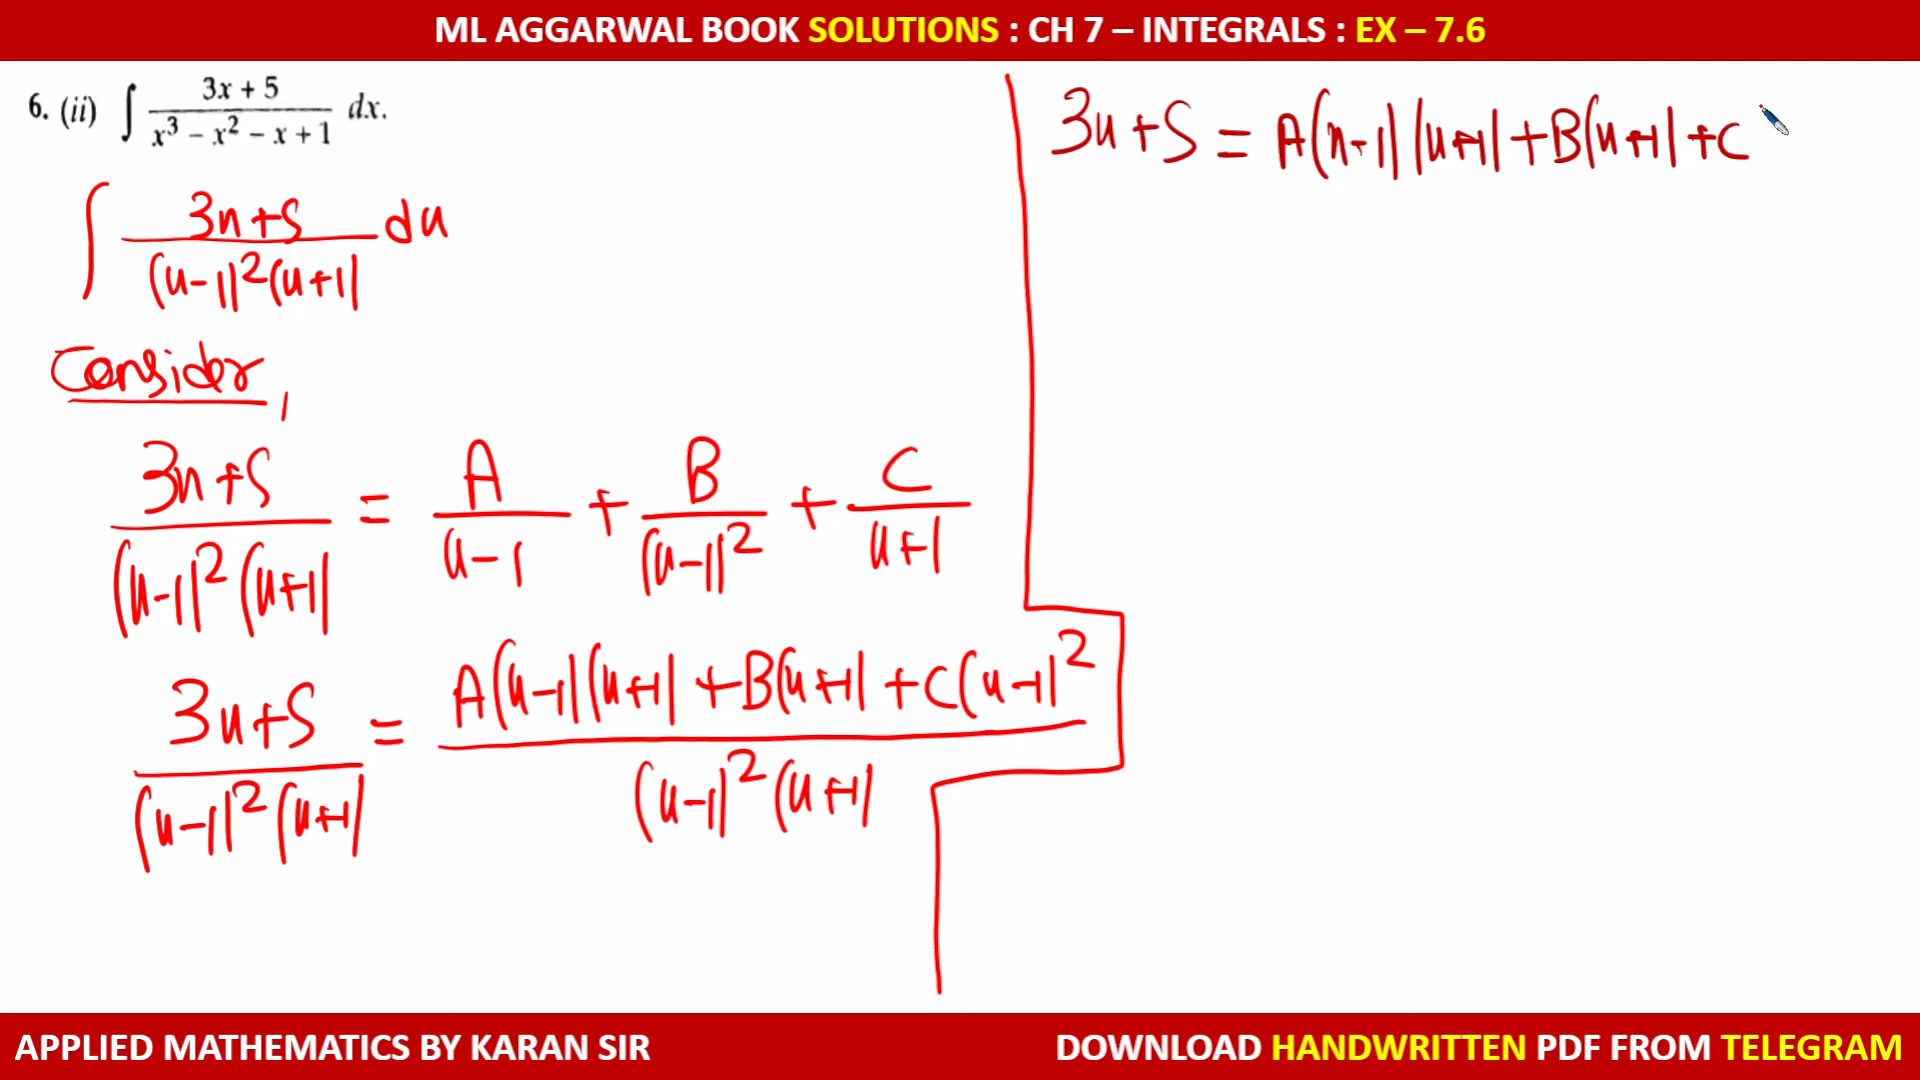 ML AGGARWAL BOOK SOLUTIONS : CH 7 – INTEGRALS : EX – 7.6
6. (ii) ∫ (3x + 5)/(x³ – x² – x + 1) dx.
∫ (3x+5)/((x-1)²(x+1)) dx
Consider,
(3x+5)/((x-1)²(x+1)) = A/(x-1) + B/(x-1)² + C/(x+1)
(3x+5)/((x-1)²(x+1)) = (A(x-1)(x+1) + B(x+1) + C(x-1)²)/((x-1)²(x+1))
3x+5 = A(x-1)(x+1) + B(x+1) + C
APPLIED MATHEMATICS BY KARAN SIR
DOWNLOAD HANDWRITTEN PDF FROM TELEGRAM